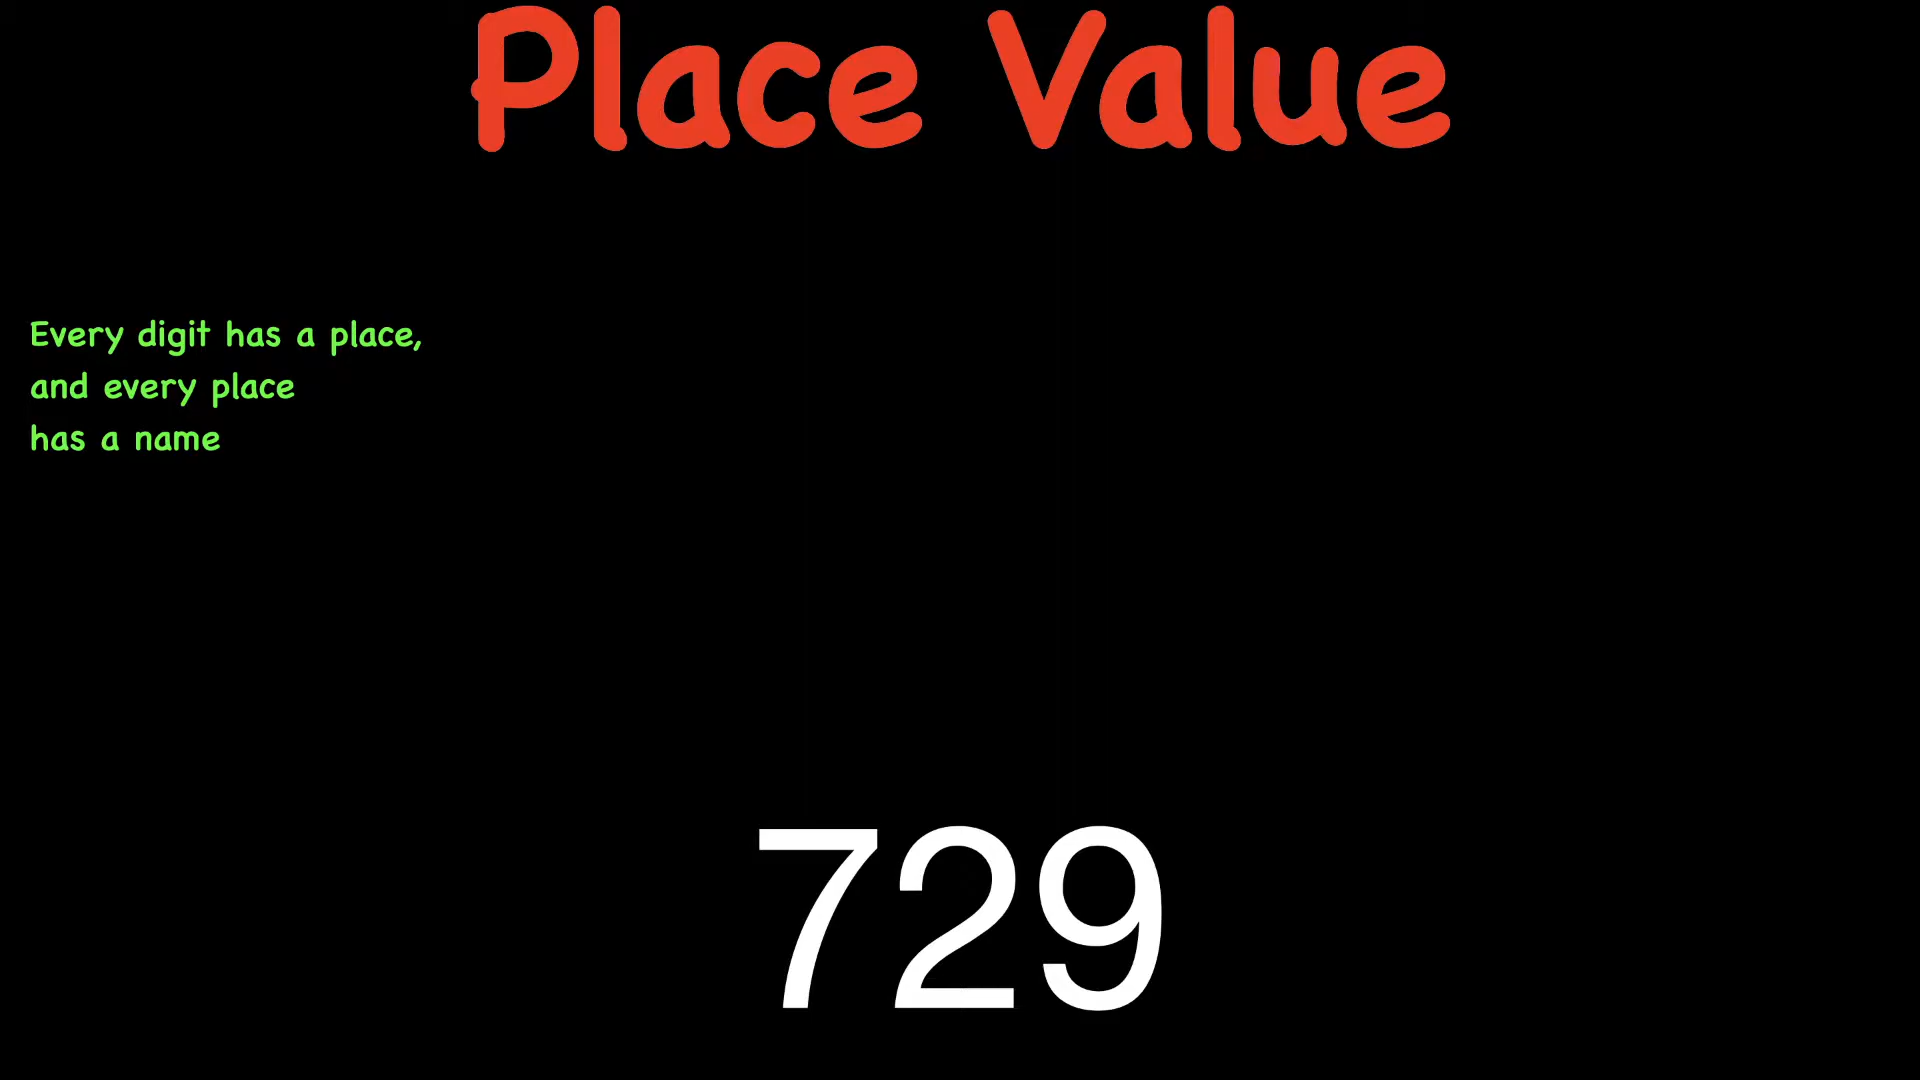 Place Value
Every digit has a place,
and every place
has a name
729